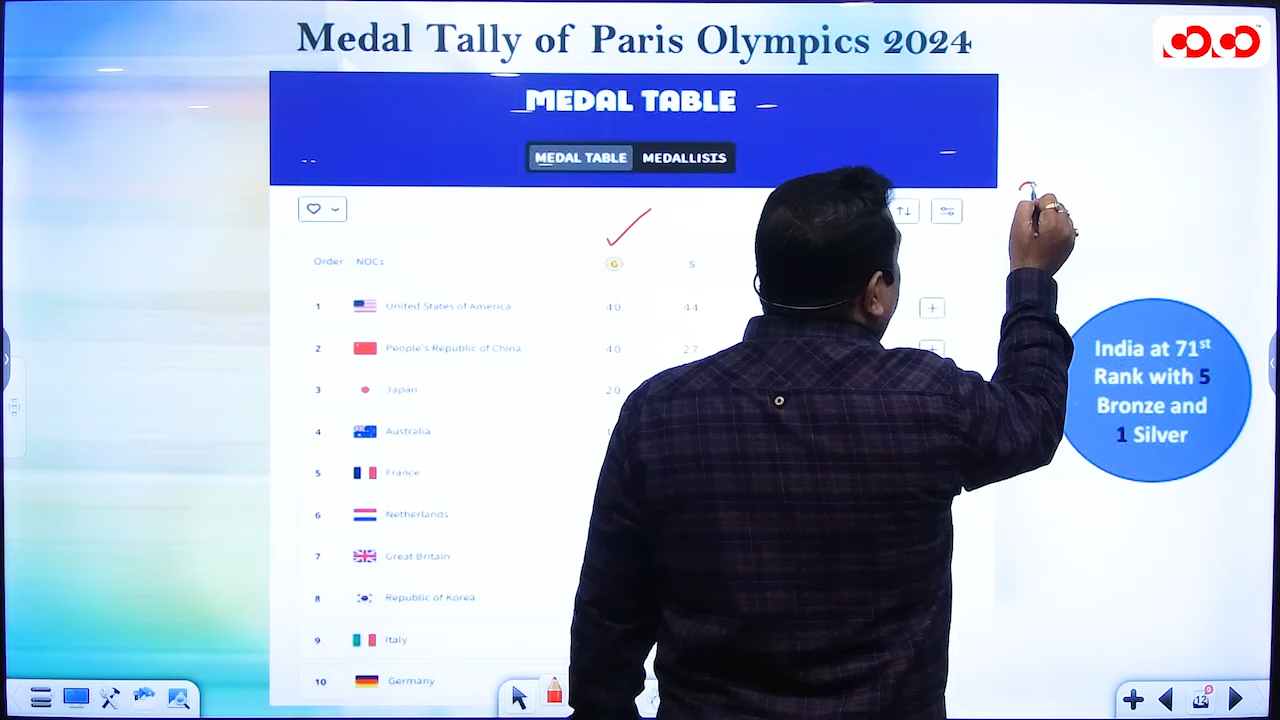 Medal Tally of Paris Olympics 2024
MEDAL TABLE
MEDAL TABLE MEDALLISTS
Order NOCs G S
1 United States of America 40 44
2 People's Republic of China 40 27
3 Japan 20
4 Australia
5 France
6 Netherlands
7 Great Britain
8 Republic of Korea
9 Italy
10 Germany
India at 71st
Rank with 5
Bronze and
1 Silver
12